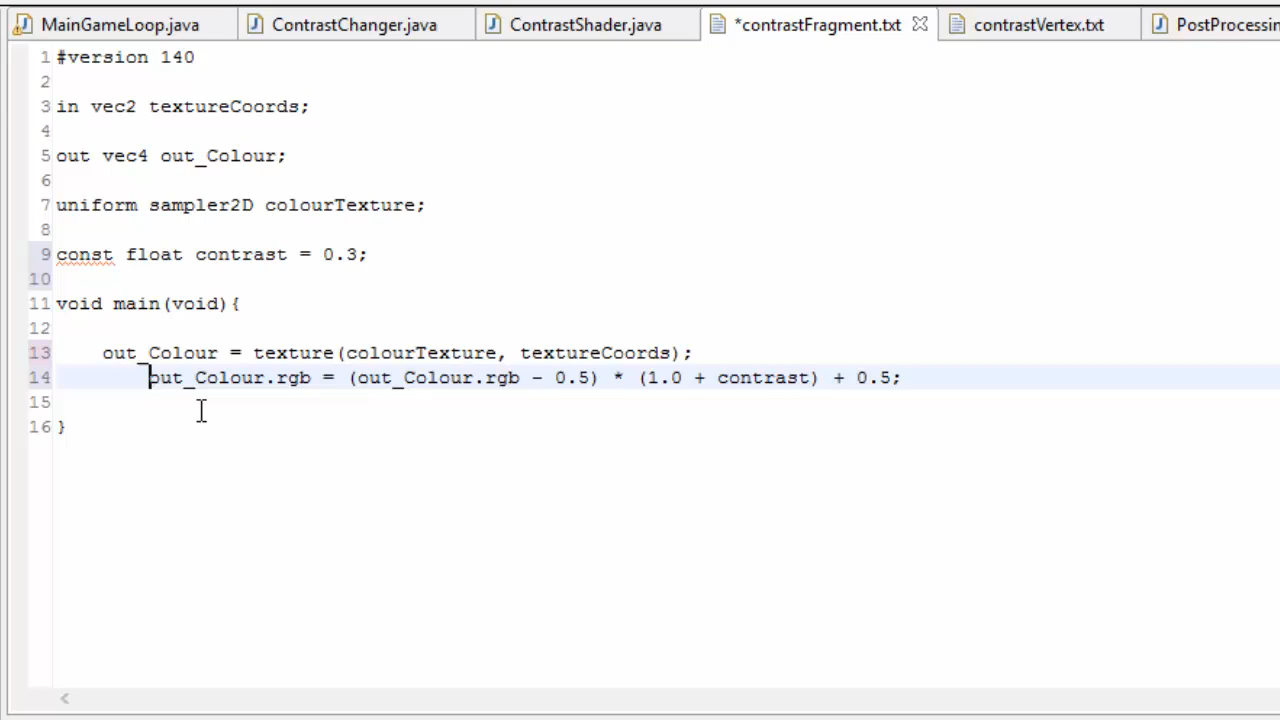 MainGameLoop.java ContrastChanger.java ContrastShader.java *contrastFragment.txt contrastVertex.txt PostProcessin
1 #version 140
2
3 in vec2 textureCoords;
4
5 out vec4 out_Colour;
6
7 uniform sampler2D colourTexture;
8
9 const float contrast = 0.3;
10
11 void main(void){
12
13 out_Colour = texture(colourTexture, textureCoords);
14 out_Colour.rgb = (out_Colour.rgb - 0.5) * (1.0 + contrast) + 0.5;
15
16 }